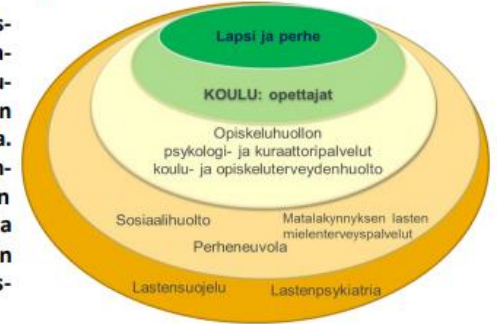 s-
n-
u-
n
a.
n-
n
a
n
s-
Lapsi ja perhe
KOULU: opettajat
Opiskeluhuollon
psykologi- ja kuraattoripalvelut
koulu- ja opiskeluterveydenhuolto
Sosiaalihuolto
Matalakynnyksen lasten
mielenterveyspalvelut
Perheneuvola
Lastensuojelu
Lastenpsykiatria